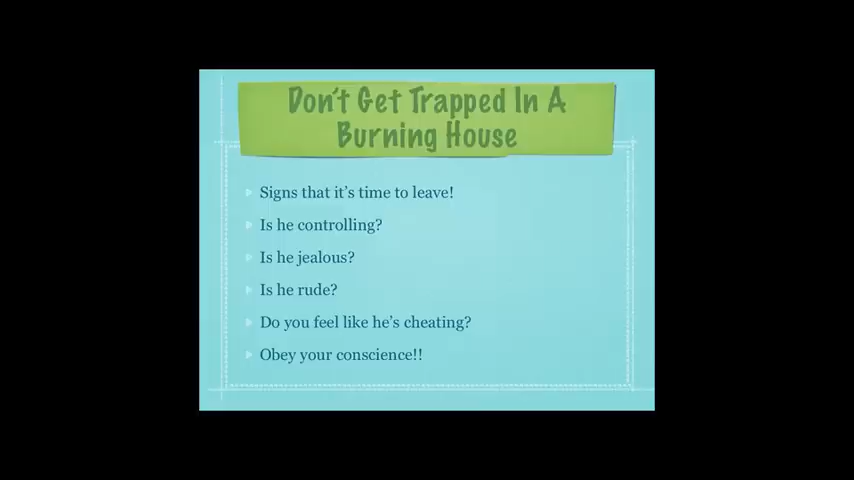 Don't Get Trapped In A
Burning House
Signs that it's time to leave!
Is he controlling?
Is he jealous?
Is he rude?
Do you feel like he's cheating?
Obey your conscience!!